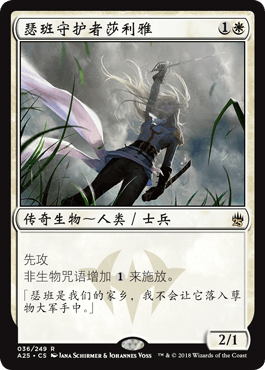 瑟班守护者莎利雅 1
传奇生物～人类 / 士兵
先攻
非生物咒语增加 1 来施放。
「瑟班是我们的家乡，我不会让它落入孽
物大军手中。」
2/1
036/249 R
A25 • CS Jana Schirmer & Johannes Voss
™ & © 2018 Wizards of the Coast